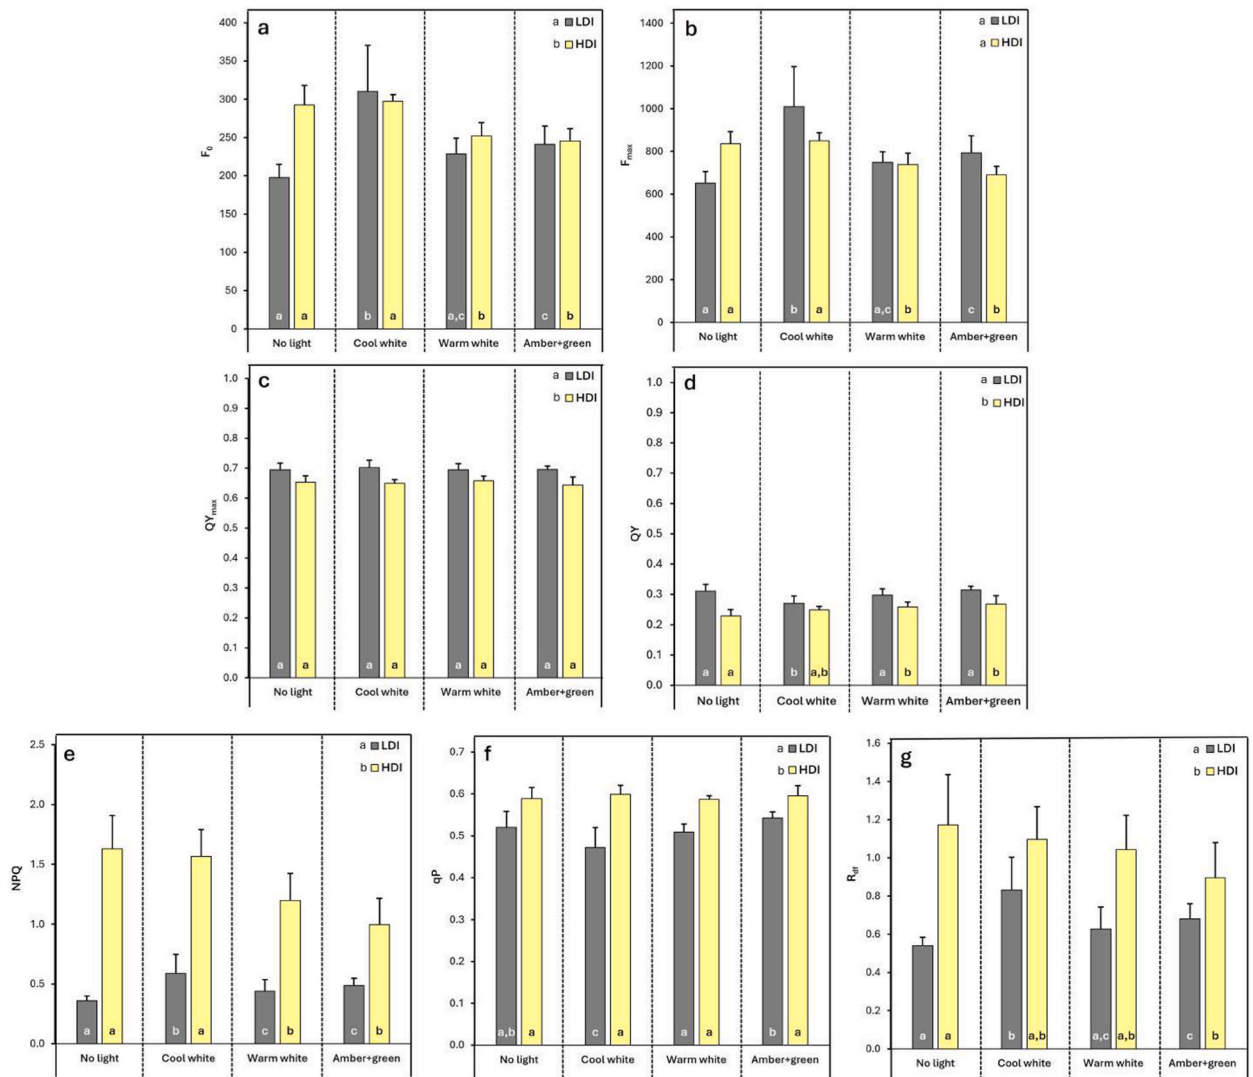 a
a LDI
b HDI
400
350
300
250
200
150
100
50
0
F0
a a b a a,c b c b
No light Cool white Warm white Amber+green
b
a LDI
a HDI
1400
1200
1000
800
600
400
200
0
Fmax
a a b a a,c b c b
No light Cool white Warm white Amber+green
c
a LDI
b HDI
1.0
0.9
0.8
0.7
0.6
0.5
0.4
0.3
0.2
0.1
0.0
QYmax
a a a a a a a a
No light Cool white Warm white Amber+green
d
a LDI
b HDI
1.0
0.9
0.8
0.7
0.6
0.5
0.4
0.3
0.2
0.1
0.0
QY
a a b a,b a b a b
No light Cool white Warm white Amber+green
e
a LDI
b HDI
2.5
2.0
1.5
1.0
0.5
0.0
NPQ
a a b a c b c b
No light Cool white Warm white Amber+green
f
a LDI
b HDI
0.7
0.6
0.5
0.4
0.3
0.2
0.1
0.0
qP
a,b a c a a a b a
No light Cool white Warm white Amber+green
g
a LDI
b HDI
1.6
1.4
1.2
1.0
0.8
0.6
0.4
0.2
0.0
Rdf
a a b a,b a,c a,b c b
No light Cool white Warm white Amber+green